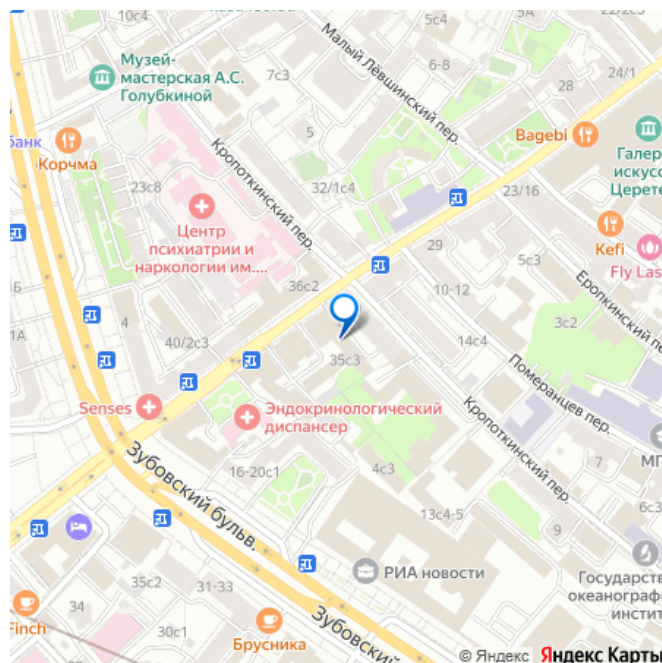 5с4
22/2с3
10с4
5А
Музей-
мастерская А.С.
Голубкиной
7с3
Малый Лёвшинский пер.
6-8
24/1
28
Bagebi
банк
Корчма
5
Кропоткинский пер.
Галер
искусс
Церете
23с8
32/1с4
23/16
Центр
психиатрии и
наркологии им....
Kefi
29
5с3
Fly Las
36с2
10-12
Еропкинский пе
1А
4
40/2с3
3с2
35с3
14с4
Померанцев пер.
Senses
Эндокринологический
диспансер
Кропоткинский пер.
Зубовский бульв.
16-20с1
4с3
7
МГ
6с3
13с4-5
9
РИА новости
35с2
31-33
Государств
океанограф
институ
34
Finch
30с1
Брусника
Зубовский
© Яндекс Яндекс Карты